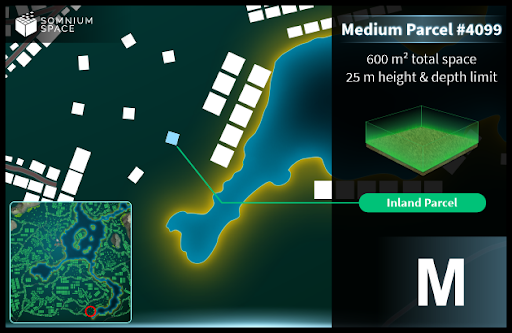 SOMNIUM
SPACE
Medium Parcel #4099
600 m² total space
25 m height & depth limit
Inland Parcel
M